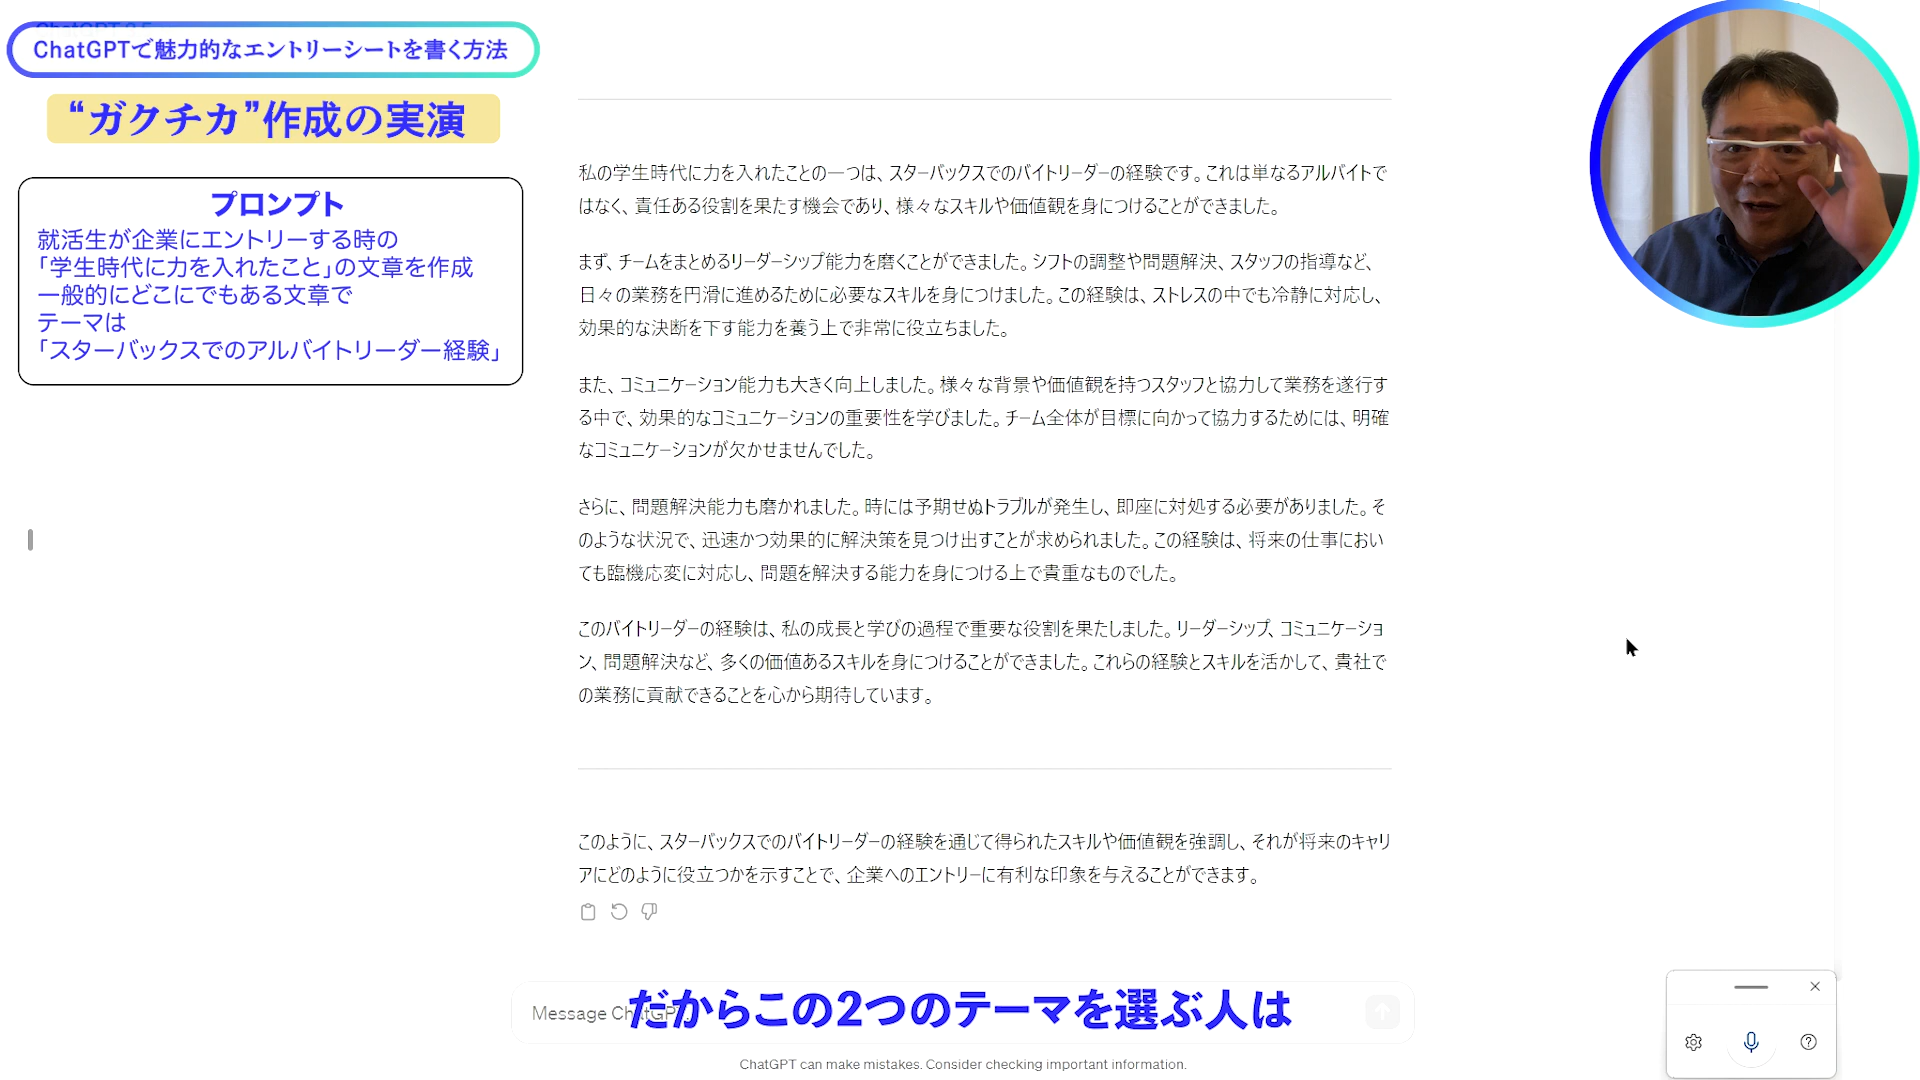 ChatGPTで魅力的なエントリーシートを書く方法
“ガクチカ”作成の実演
プロンプト
就活生が企業にエントリーする時の
「学生時代に力を入れたこと」の文章を作成
一般的にどこにでもある文章で
テーマは
「スターバックスでのアルバイトリーダー経験」
私の学生時代に力を入れたことの一つは、スターバックスでのバイトリーダーの経験です。これは単なるアルバイトで
はなく、責任ある役割を果たす機会であり、様々なスキルや価値観を身につけることができました。
まず、チームをまとめるリーダーシップ能力を磨くことができました。シフトの調整や問題解決、スタッフの指導など、
日々の業務を円滑に進めるために必要なスキルを身につけました。この経験は、ストレスの中でも冷静に対応し、
効果的な決断を下す能力を養う上で非常に役立ちました。
また、コミュニケーション能力も大きく向上しました。様々な背景や価値観を持つスタッフと協力して業務を遂行す
る中で、効果的なコミュニケーションの重要性を学びました。チーム全体が目標に向かって協力するためには、明確
なコミュニケーションが欠かせませんでした。
さらに、問題解決能力も磨かれました。時には予期せぬトラブルが発生し、即座に対処する必要がありました。そ
のような状況で、迅速かつ効果的に解決策を見つけ出すことが求められました。この経験は、将来の仕事におい
ても臨機応変に対応し、問題を解決する能力を身につける上で貴重なものでした。
このバイトリーダーの経験は、私の成長と学びの過程で重要な役割を果たしました。リーダーシップ、コミュニケーショ
ン、問題解決など、多くの価値あるスキルを身につけることができました。これらの経験とスキルを活かして、貴社で
の業務に貢献できることを心から期待しています。
このように、スターバックスでのバイトリーダーの経験を通じて得られたスキルや価値観を強調し、それが将来のキャリ
アにどのように役立つかを示すことで、企業へのエントリーに有利な印象を与えることができます。
Message
だからこの2つのテーマを選ぶ人は
ChatGPT can make mistakes. Consider checking important information.